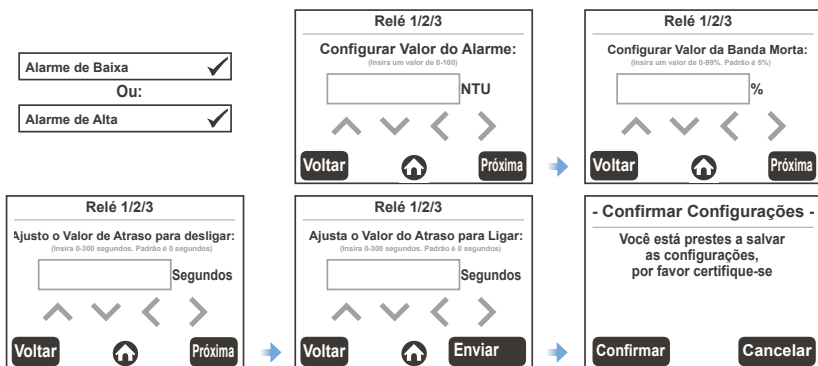 Alarme de Baixa
Ou:
Alarme de Alta
Relé 1/2/3
Configurar Valor do Alarme:
(Insira um valor de 0-100)
NTU
Voltar
Próxima
Relé 1/2/3
Configurar Valor da Banda Morta:
(Insira um valor de 0-99%. Padrão é 5%)
%
Voltar
Próxima
Relé 1/2/3
Ajusto o Valor de Atraso para desligar:
(Insira 0-300 segundos. Padrão é 0 segundos)
Segundos
Voltar
Próxima
Relé 1/2/3
Ajusta o Valor do Atraso para Ligar:
(Insira 0-300 segundos. Padrão é 0 segundos)
Segundos
Voltar
Enviar
- Confirmar Configurações -
Você está prestes a salvar
as configurações,
por favor certifique-se
Confirmar
Cancelar